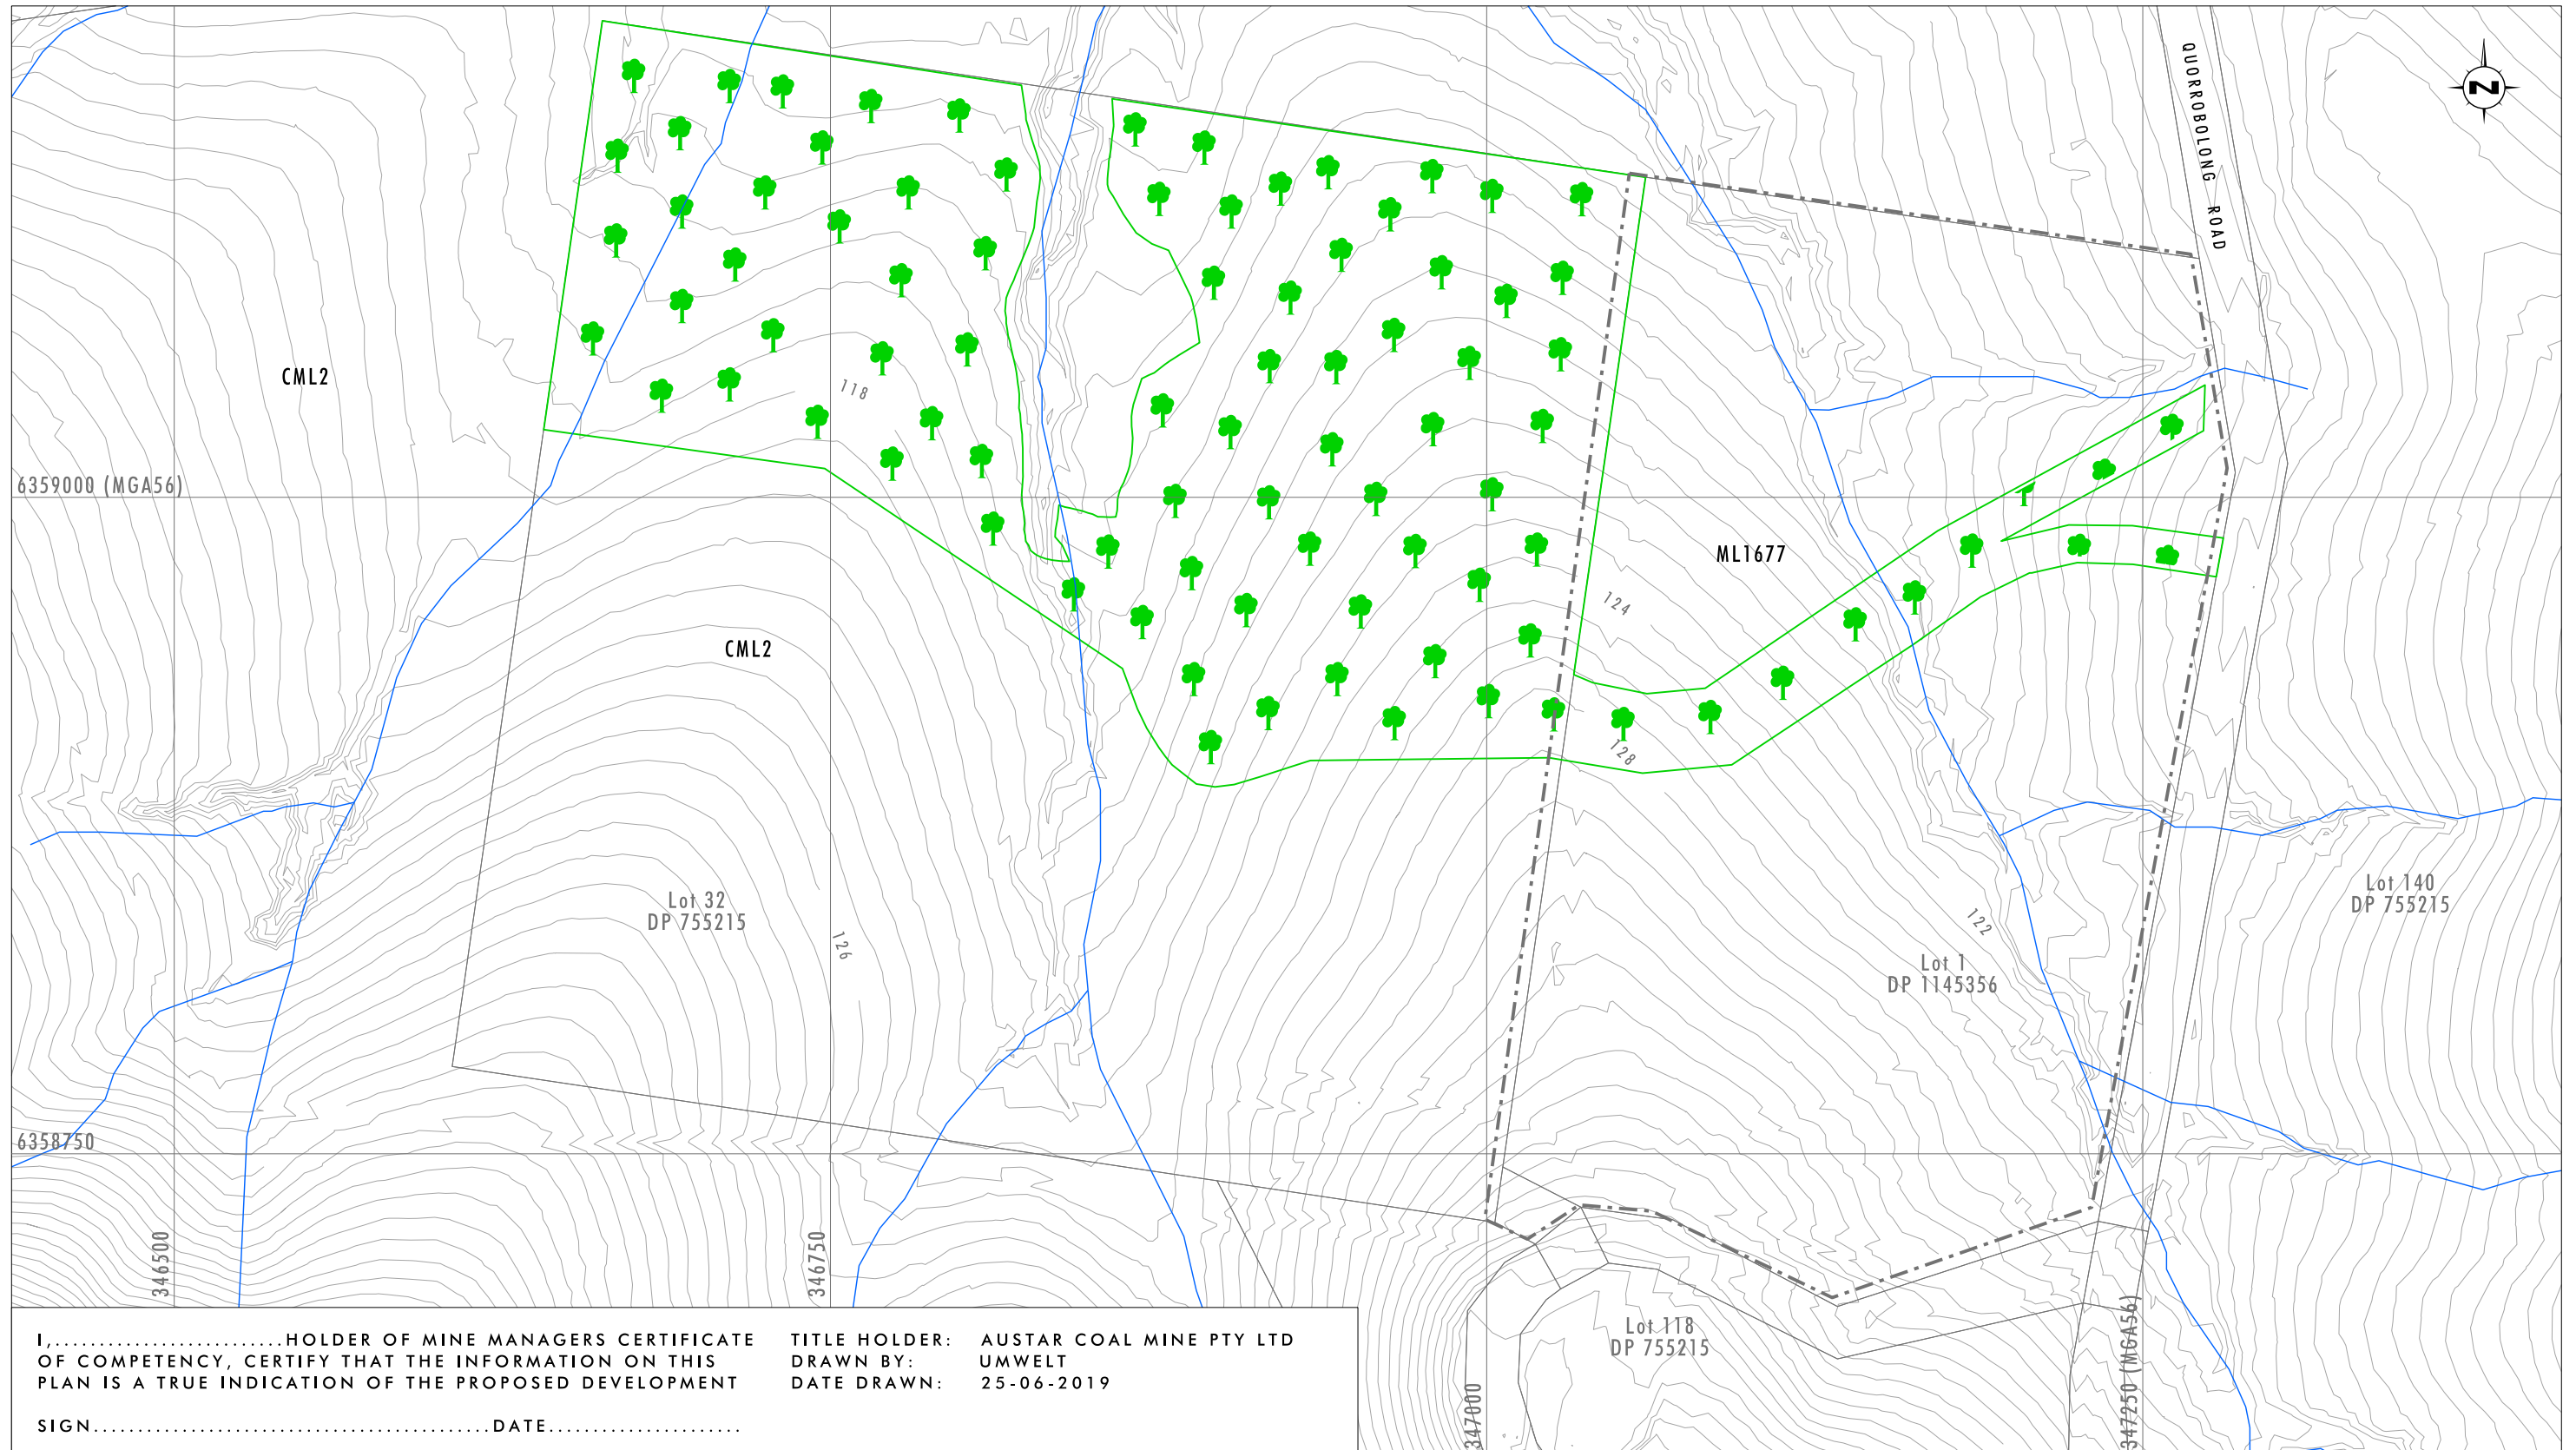 QUORROBOLONG ROAD
N
CML2
118
6359000 (MGA56)
ML1677
124
CML2
128
Lot 32
DP 755215
126
Lot 140
DP 755215
122
Lot 1
DP 1145356
6358750
346500
346750
347000
347250 (MGA56)
Lot 118
DP 755215
I,..........................HOLDER OF MINE MANAGERS CERTIFICATE
OF COMPETENCY, CERTIFY THAT THE INFORMATION ON THIS
PLAN IS A TRUE INDICATION OF THE PROPOSED DEVELOPMENT
SIGN.............................................DATE......................
TITLE HOLDER: AUSTAR COAL MINE PTY LTD
DRAWN BY: UMWELT
DATE DRAWN: 25-06-2019